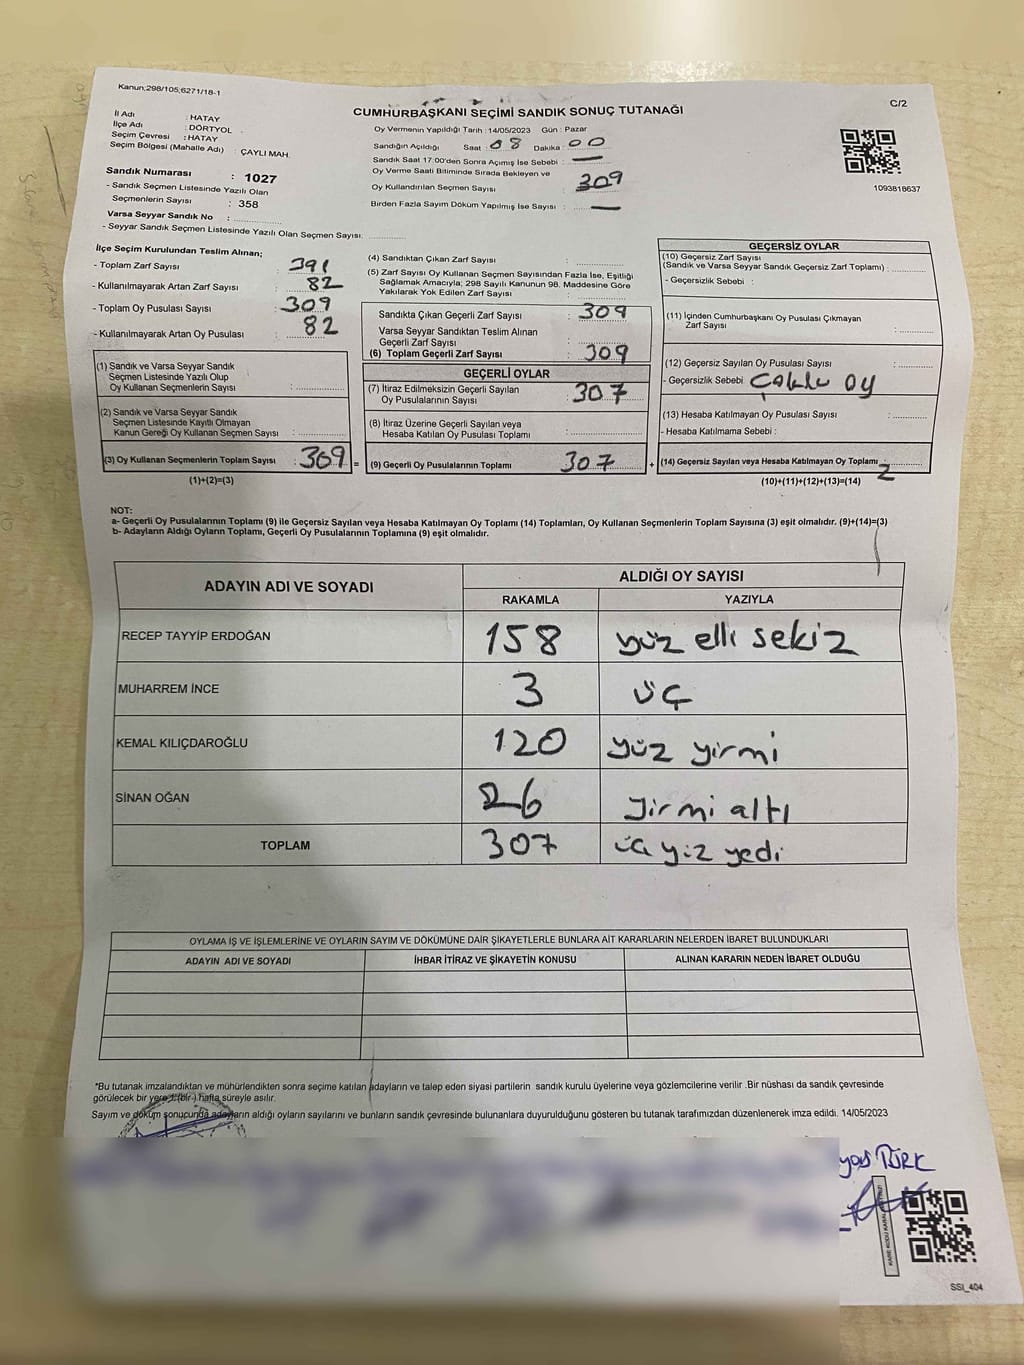 Kanun;298/105;6271/18-1
C/2
CUMHURBAŞKANI SEÇİMİ SANDIK SONUÇ TUTANAĞI
İl Adı : HATAY
İlçe Adı : DÖRTYOL
Seçim Çevresi : HATAY
Seçim Bölgesi (Mahalle Adı) : ÇAYLI MAH.
Sandık Numarası : 1027
- Sandık Seçmen Listesinde Yazılı Olan
Seçmenlerin Sayısı : 358
Varsa Seyyar Sandık No :
- Seyyar Sandık Seçmen Listesinde Yazılı Olan Seçmen Sayısı:
Oy Vermenin Yapıldığı Tarih : 14/05/2023 Gün : Pazar
Sandığın Açıldığı Saat : 08 Dakika : 00
Sandık Saat 17:00'den Sonra Açımış İse Sebebi : —
Oy Verme Saati Bitiminde Sırada Bekleyen ve
Oy Kullandırılan Seçmen Sayısı : 309
Birden Fazla Sayım Döküm Yapılmış İse Sayısı : —
1093818637
İlçe Seçim Kurulundan Teslim Alınan;
- Toplam Zarf Sayısı : 391
- Kullanılmayarak Artan Zarf Sayısı : 82
- Toplam Oy Pusulası Sayısı : 309
- Kullanılmayarak Artan Oy Pusulası : 82
(1) Sandık ve Varsa Seyyar Sandık
Seçmen Listesinde Yazılı Olup
Oy Kullanan Seçmenlerin Sayısı :
(2) Sandık ve Varsa Seyyar Sandık
Seçmen Listesinde Kayıtlı Olmayan
Kanun Gereği Oy Kullanan Seçmen Sayısı :
(3) Oy Kullanan Seçmenlerin Toplam Sayısı : 309 =
(1)+(2)=(3)
(4) Sandıktan Çıkan Zarf Sayısı :
(5) Zarf Sayısı Oy Kullanan Seçmen Sayısından Fazla İse, Eşitliği
Sağlamak Amacıyla; 298 Sayılı Kanunun 98. Maddesine Göre
Yakılarak Yok Edilen Zarf Sayısı :
Sandıkta Çıkan Geçerli Zarf Sayısı : 309
Varsa Seyyar Sandıktan Teslim Alınan
Geçerli Zarf Sayısı :
(6) Toplam Geçerli Zarf Sayısı : 309
GEÇERLİ OYLAR
(7) İtiraz Edilmeksizin Geçerli Sayılan
Oy Pusulalarının Sayısı : 307
(8) İtiraz Üzerine Geçerli Sayılan veya
Hesaba Katılan Oy Pusulası Toplamı :
(9) Geçerli Oy Pusulalarının Toplamı : 307 +
GEÇERSİZ OYLAR
(10) Geçersiz Zarf Sayısı
(Sandık ve Varsa Seyyar Sandık Geçersiz Zarf Toplamı) :
- Geçersizlik Sebebi :
(11) İçinden Cumhurbaşkanı Oy Pusulası Çıkmayan
Zarf Sayısı :
(12) Geçersiz Sayılan Oy Pusulası Sayısı :
- Geçersizlik Sebebi : Çoklu oy
(13) Hesaba Katılmayan Oy Pusulası Sayısı :
- Hesaba Katılmama Sebebi :
(14) Geçersiz Sayılan veya Hesaba Katılmayan Oy Toplamı : 2
(10)+(11)+(12)+(13)=(14)
NOT:
a- Geçerli Oy Pusulalarının Toplamı (9) ile Geçersiz Sayılan veya Hesaba Katılmayan Oy Toplamı (14) Toplamları, Oy Kullanan Seçmenlerin Toplam Sayısına (3) eşit olmalıdır. (9)+(14)=(3)
b- Adayların Aldığı Oyların Toplamı, Geçerli Oy Pusulalarının Toplamına (9) eşit olmalıdır.
ADAYIN ADI VE SOYADI ALDIĞI OY SAYISI
RAKAMLA YAZIYLA
RECEP TAYYİP ERDOĞAN 158 yüz elli sekiz
MUHARREM İNCE 3 üç
KEMAL KILIÇDAROĞLU 120 yüz yirmi
SİNAN OĞAN 26 yirmi altı
TOPLAM 307 üç yüz yedi
OYLAMA İŞ VE İŞLEMLERİNE VE OYLARIN SAYIM VE DÖKÜMÜNE DAİR ŞİKAYETLERLE BUNLARA AİT KARARLARIN NELERDEN İBARET BULUNDUKLARI
ADAYIN ADI VE SOYADI İHBAR İTİRAZ VE ŞİKAYETİN KONUSU ALINAN KARARIN NEDEN İBARET OLDUĞU
*Bu tutanak imzalandıktan ve mühürlendikten sonra seçime katılan adayların ve talep eden siyasi partilerin sandık kurulu üyelerine veya gözlemcilerine verilir .Bir nüshası da sandık çevresinde
görülecek bir yere 1 (bir-) hafta süreyle asılır.
Sayım ve döküm sonucunda adayların aldığı oyların sayılarını ve bunların sandık çevresinde bulunanlara duyurulduğunu gösteren bu tutanak tarafımızdan düzenlenerek imza edildi. 14/05/2023
TÜRK
SSI_404